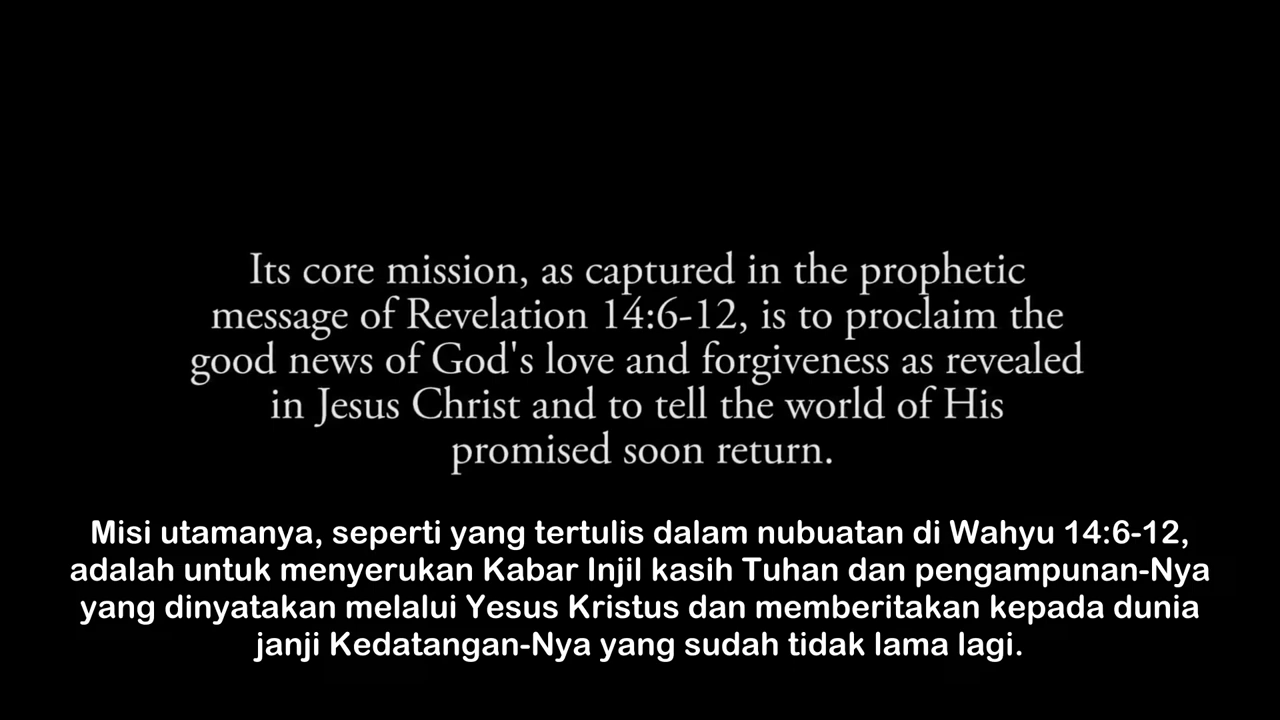 Its core mission, as captured in the prophetic
message of Revelation 14:6-12, is to proclaim the
good news of God's love and forgiveness as revealed
in Jesus Christ and to tell the world of His
promised soon return.
Misi utamanya, seperti yang tertulis dalam nubuatan di Wahyu 14:6-12,
adalah untuk menyerukan Kabar Injil kasih Tuhan dan pengampunan-Nya
yang dinyatakan melalui Yesus Kristus dan memberitakan kepada dunia
janji Kedatangan-Nya yang sudah tidak lama lagi.